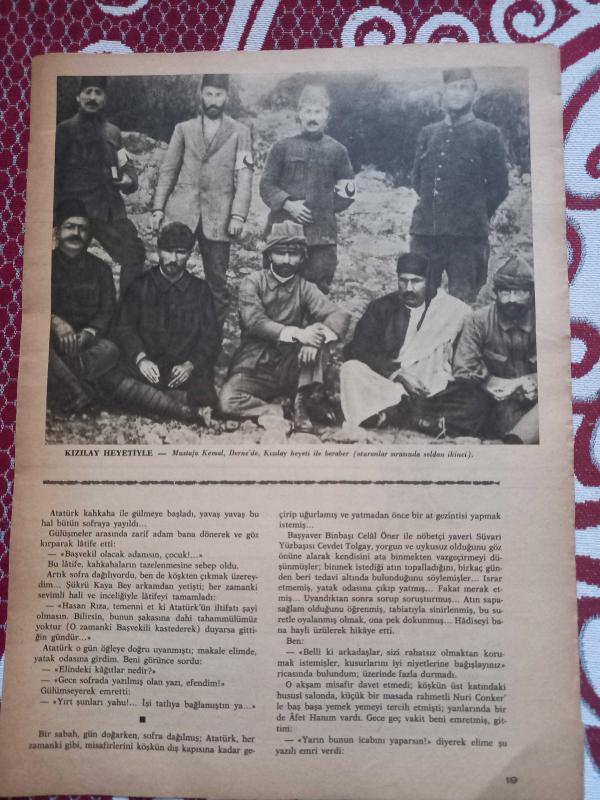 KIZILAY HEYETİYLE — Mustafa Kemal, Derne'de, Kızılay heyeti ile beraber (oturanlar sırasında soldan ikinci).
Atatürk kahkaha ile gülmeye başladı, yavaş yavaş bu
hal bütün sofraya yayıldı...
Gülüşmeler arasında zarif adam bana dönerek ve göz
kırparak lâtife etti:
— «Başvekil olacak adamsın, çocuk!...»
Bu lâtife, kahkahaların tazelenmesine sebep oldu.
Artık sofra dağılıyordu, ben de köşkten çıkmak üzerey-
dim... Şükrü Kaya Bey arkamdan yetişti; her zamanki
sevimli hali ve inceliğiyle lâtifeyi tamamladı:
— «Hasan Rıza, temenni et ki Atatürk'ün iltifatı şayi
olmasın. Bilirsin, bunun şakasına dahi tahammülümüz
yoktur (O zamanki Başvekili kastederek) duyarsa gitti-
ğin gündür...»
Atatürk o gün öğleye doğru uyanmıştı; makale elimde,
yatak odasına girdim. Beni görünce sordu:
— «Elindeki kâğıtlar nedir?»
— «Gece sofrada yazılmış olan yazı, efendim!»
Gülümseyerek emretti:
— «Yırt şunları yahu!... İşi tatlıya bağlamıştın ya...»
Bir sabah, gün doğarken, sofra dağılmış; Atatürk, her
zamanki gibi, misafirlerini köşkün dış kapısına kadar ge-
çirip uğurlamış ve yatmadan önce bir at gezintisi yapmak
istemiş...
Başyaver Binbaşı Celâl Öner ile nöbetçi yaveri Süvari
Yüzbaşısı Cevdet Tolgay, yorgun ve uykusuz olduğunu göz
önüne alarak kendisini ata binnekten vazgeçirmeyi dü-
şünmüşler; binmek istediği atın topalladığını, birkaç gün-
den beri tedavi altında bulunduğunu söylemişler... Israr
etmemiş, yatak odasına çıkıp yatmış... Fakat merak et-
miş... Uyandıktan sonra sorup soruşturmuş... Atın sapa-
sağlam olduğunu öğrenmiş, tabiatıyla sinirlenmiş, bu su-
retle oyalanmış olmak, ona pek dokunmuş... Hâdiseyi ba-
na hayli üzülerek hikâye etti.
Ben:
— «Belli ki arkadaşlar, sizi rahatsız olmaktan koru-
mak istemişler, kusurlarını iyi niyetlerine bağışlayınız»
ricasında bulundum; üzerinde fazla durmadı.
O akşam misafir davet etmedi; köşkün üst katındaki
hususî salonda, küçük bir masada rahmetli Nuri Conker'
le baş başa yemek yemeyi tercih etmişti; yanlarında bir
de Âfet Hanım vardı. Gece geç vakit beni emretmiş, git-
tim:
— «Yarın bunun icabını yaparsın!» diyerek elime şu
yazılı emri verdi:
19